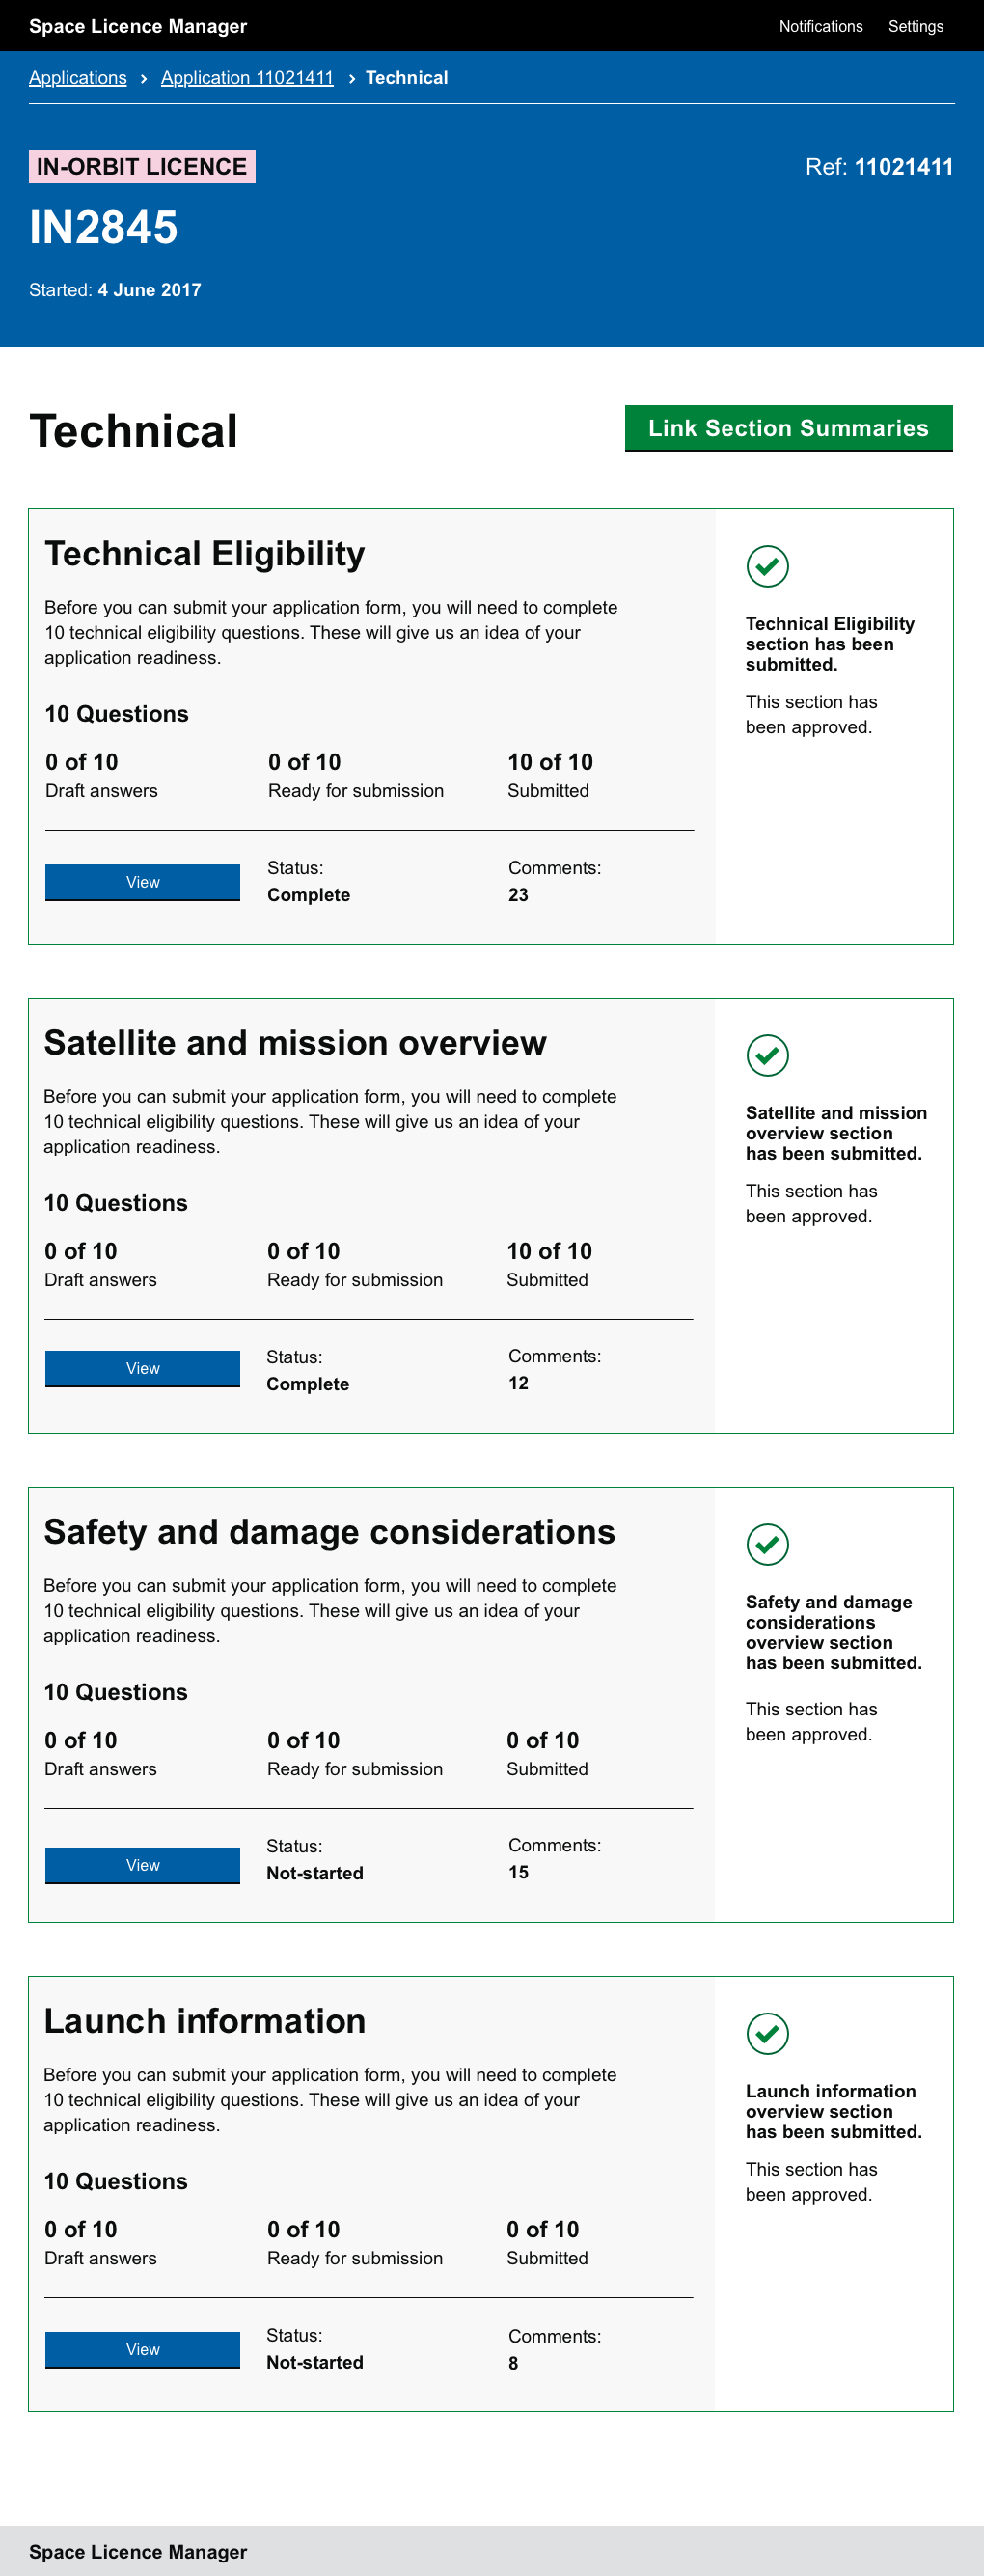 Space Licence Manager
Notifications Settings
Applications › Application 11021411 › Technical
IN-ORBIT LICENCE
Ref: 11021411
IN2845
Started: 4 June 2017
Technical
Link Section Summaries
Technical Eligibility
Before you can submit your application form, you will need to complete
10 technical eligibility questions. These will give us an idea of your
application readiness.
10 Questions
0 of 10 0 of 10 10 of 10
Draft answers Ready for submission Submitted
View
Status:
Complete
Comments:
23
Technical Eligibility
section has been
submitted.
This section has
been approved.
Satellite and mission overview
Before you can submit your application form, you will need to complete
10 technical eligibility questions. These will give us an idea of your
application readiness.
10 Questions
0 of 10 0 of 10 10 of 10
Draft answers Ready for submission Submitted
View
Status:
Complete
Comments:
12
Satellite and mission
overview section
has been submitted.
This section has
been approved.
Safety and damage considerations
Before you can submit your application form, you will need to complete
10 technical eligibility questions. These will give us an idea of your
application readiness.
10 Questions
0 of 10 0 of 10 0 of 10
Draft answers Ready for submission Submitted
View
Status:
Not-started
Comments:
15
Safety and damage
considerations
overview section
has been submitted.
This section has
been approved.
Launch information
Before you can submit your application form, you will need to complete
10 technical eligibility questions. These will give us an idea of your
application readiness.
10 Questions
0 of 10 0 of 10 0 of 10
Draft answers Ready for submission Submitted
View
Status:
Not-started
Comments:
8
Launch information
overview section
has been submitted.
This section has
been approved.
Space Licence Manager